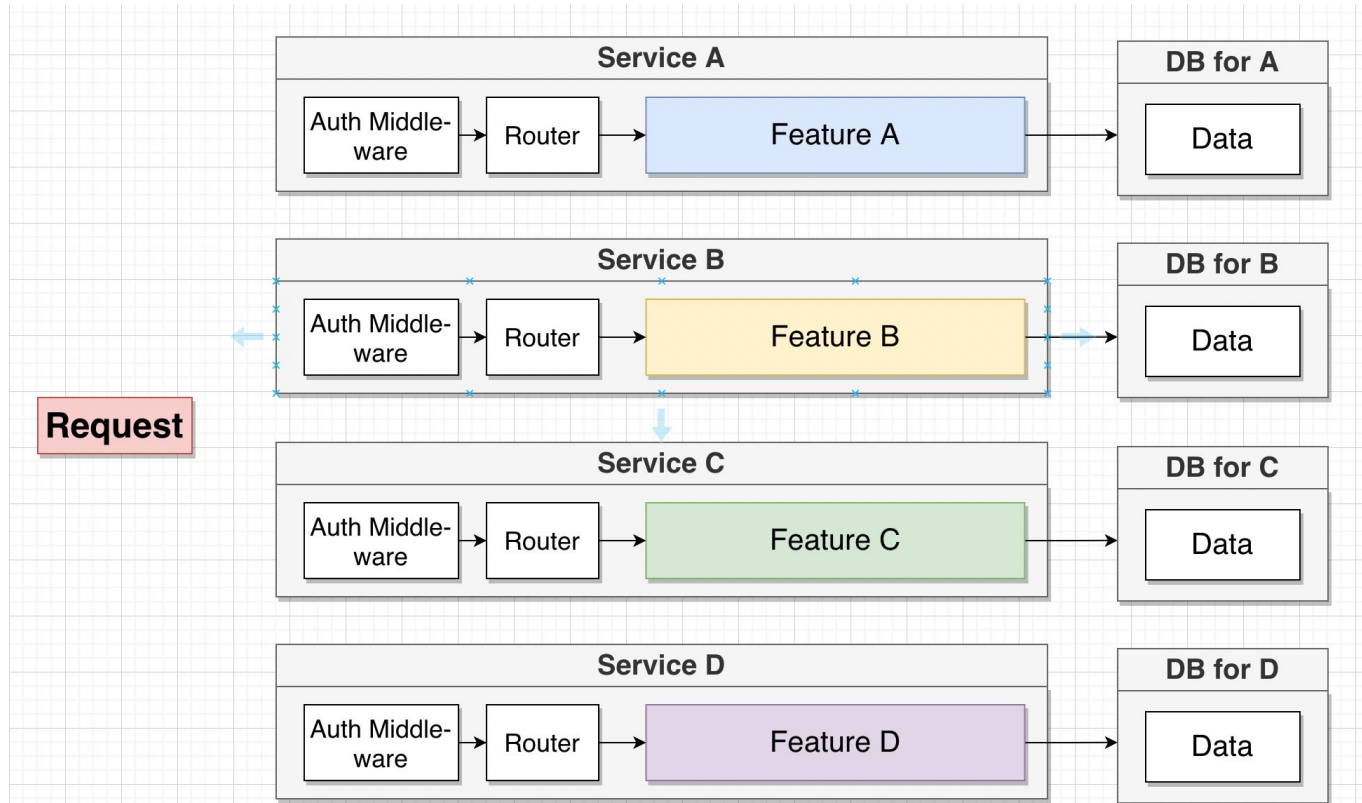 Service A
DB for A
Auth Middle-
ware
Router
Feature A
Data
Service B
DB for B
Auth Middle-
ware
Router
Feature B
Data
Request
Service C
DB for C
Auth Middle-
ware
Router
Feature C
Data
Service D
DB for D
Auth Middle-
ware
Router
Feature D
Data